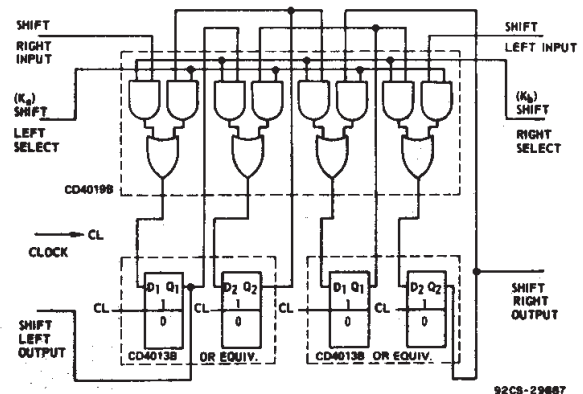 SHIFT
RIGHT INPUT
SHIFT
LEFT INPUT
(Ka)
SHIFT
LEFT
SELECT
(Kb)
SHIFT
RIGHT
SELECT
CD4019B
CL
CLOCK
D1 Q1
1
0
CL
D2 Q2
1
0
CL
D1 Q1
1
0
CL
D2 Q2
1
0
CL
CD4013B OR EQUIV.
CD4013B OR EQUIV.
SHIFT
LEFT
OUTPUT
SHIFT
RIGHT
OUTPUT
92CS-29687